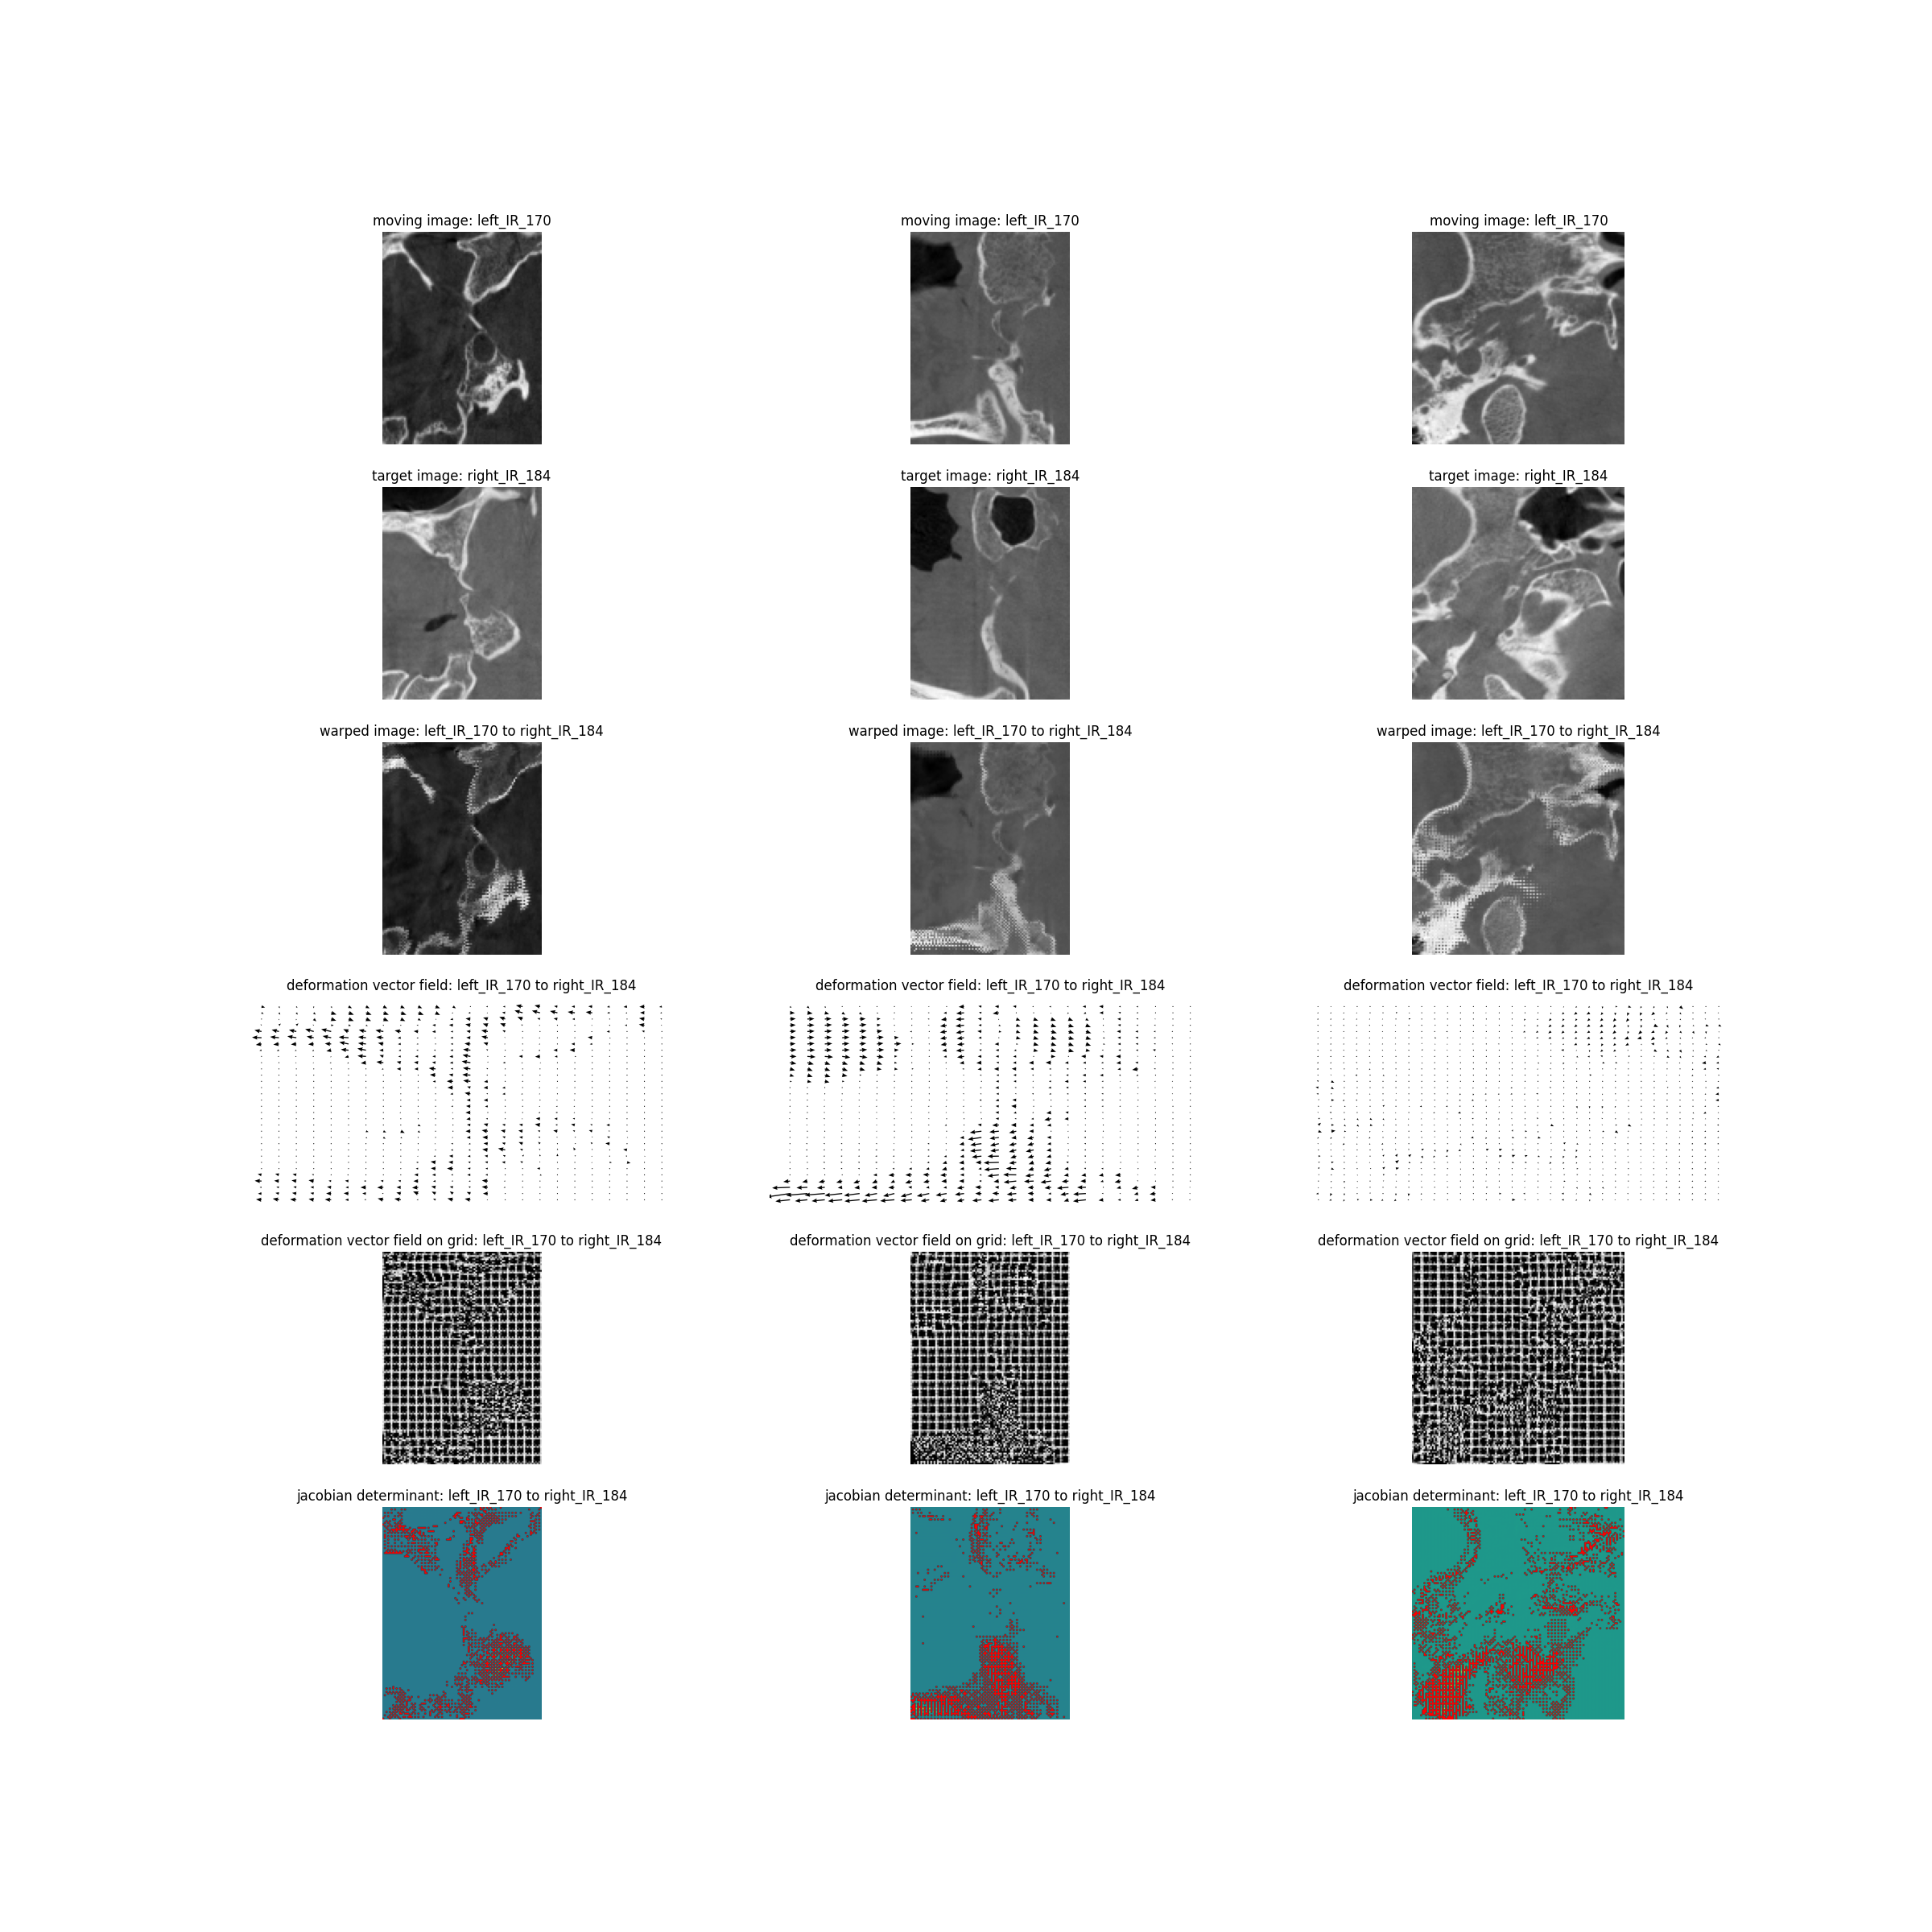 moving image: left_IR_170
moving image: left_IR_170
moving image: left_IR_170
target image: right_IR_184
target image: right_IR_184
target image: right_IR_184
warped image: left_IR_170 to right_IR_184
warped image: left_IR_170 to right_IR_184
warped image: left_IR_170 to right_IR_184
deformation vector field: left_IR_170 to right_IR_184
deformation vector field: left_IR_170 to right_IR_184
deformation vector field: left_IR_170 to right_IR_184
deformation vector field on grid: left_IR_170 to right_IR_184
deformation vector field on grid: left_IR_170 to right_IR_184
deformation vector field on grid: left_IR_170 to right_IR_184
jacobian determinant: left_IR_170 to right_IR_184
jacobian determinant: left_IR_170 to right_IR_184
jacobian determinant: left_IR_170 to right_IR_184